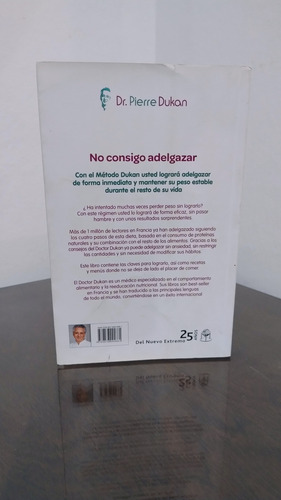 Dr. Pierre Dukan
No consigo adelgazar
Con el Método Dukan usted logrará adelgazar
de forma inmediata y mantener su peso estable
durante el resto de su vida
¿Ha intentado muchas veces perder peso sin lograrlo?
Con este régimen usted lo logrará de forma eficaz, sin pasar
hambre y con unos resultados sorprendentes.
Más de 1 millón de lectores en Francia ya han adelgazado siguiendo
los cuatro pasos de esta dieta, basada en el consumo de proteínas
naturales y su combinación con el resto de los alimentos. Gracias a los
consejos del Doctor Dukan ya puede adelgazar sin ansiedad, sin restringir
las cantidades y sin necesidad de modificar sus hábitos.
Este libro contiene las claves para lograrlo, así como recetas
y menús donde no se deja de lado el placer de comer.
El Doctor Dukan es un médico especializado en el comportamiento
alimentario y la reeducación nutricional. Sus libros son best-seller
en Francia y se han traducido a las principales lenguas
de todo el mundo, convirtiéndose en un éxito internacional.
Del Nuevo Extremo
25
años